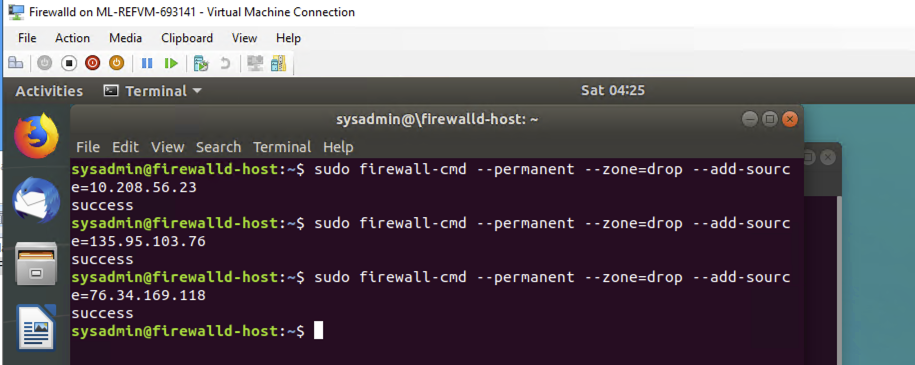 Firewalld on ML-REFVM-693141 - Virtual Machine Connection
File Action Media Clipboard View Help
Activities Terminal Sat 04:25
sysadmin@\firewalld-host: ~
File Edit View Search Terminal Help
sysadmin@firewalld-host:~$ sudo firewall-cmd --permanent --zone=drop --add-sourc
e=10.208.56.23
success
sysadmin@firewalld-host:~$ sudo firewall-cmd --permanent --zone=drop --add-sourc
e=135.95.103.76
success
sysadmin@firewalld-host:~$ sudo firewall-cmd --permanent --zone=drop --add-sourc
e=76.34.169.118
success
sysadmin@firewalld-host:~$